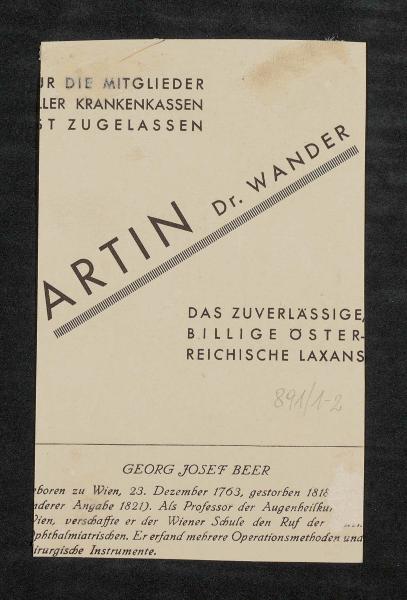 UR DIE MITGLIEDER
LLER KRANKENKASSEN
ST ZUGELASSEN
ARTIN Dr. WANDER
DAS ZUVERLÄSSIGE,
BILLIGE ÖSTER-
REICHISCHE LAXANS
891/1-2
GEORG JOSEF BEER
eboren zu Wien, 23. Dezember 1763, gestorben 1818
nderer Angabe 1821). Als Professor der Augenheilku
Wien, verschaffte er der Wiener Schule den Ruf der
phthalmiatrischen. Er erfand mehrere Operationsmethoden und
irurgische Instrumente.